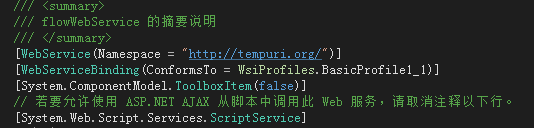 /// <summary>
/// flowWebService 的摘要说明
/// </summary>
[WebService(Namespace = "http://tempuri.org/")]
[WebServiceBinding(ConformsTo = WsiProfiles.BasicProfile1_1)]
[System.ComponentModel.ToolboxItem(false)]
// 若要允许使用 ASP.NET AJAX 从脚本中调用此 Web 服务，请取消注释以下行。
[System.Web.Script.Services.ScriptService]